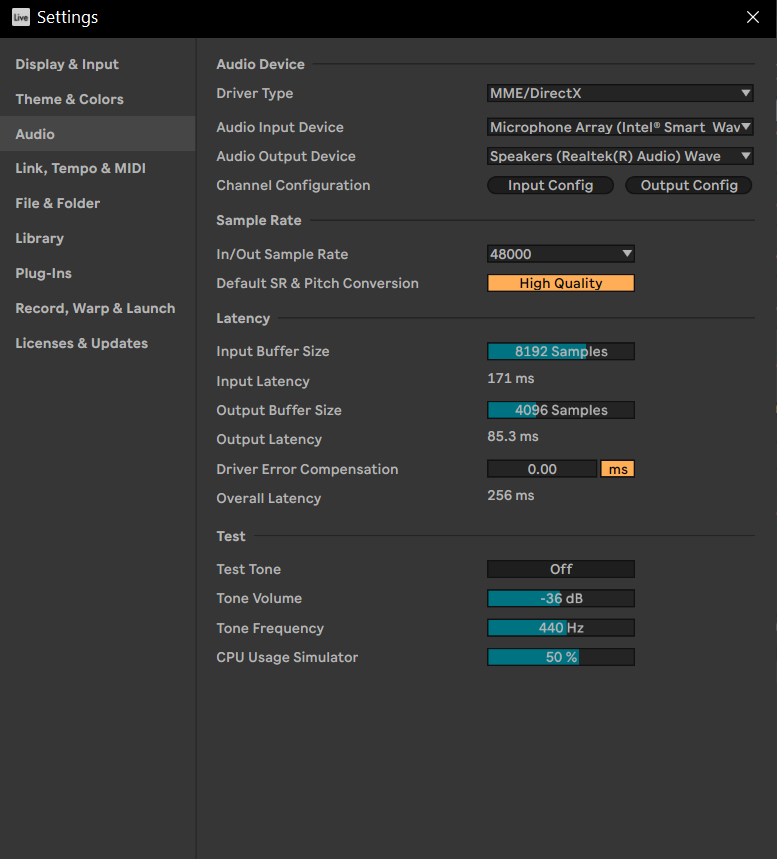 Live Settings
Display & Input
Theme & Colors
Audio
Link, Tempo & MIDI
File & Folder
Library
Plug-Ins
Record, Warp & Launch
Licenses & Updates
Audio Device
Driver Type MME/DirectX
Audio Input Device Microphone Array (Intel® Smart Wav
Audio Output Device Speakers (Realtek(R) Audio) Wave
Channel Configuration Input Config Output Config
Sample Rate
In/Out Sample Rate 48000
Default SR & Pitch Conversion High Quality
Latency
Input Buffer Size 8192 Samples
Input Latency 171 ms
Output Buffer Size 4096 Samples
Output Latency 85.3 ms
Driver Error Compensation 0.00 ms
Overall Latency 256 ms
Test
Test Tone Off
Tone Volume -36 dB
Tone Frequency 440 Hz
CPU Usage Simulator 50 %